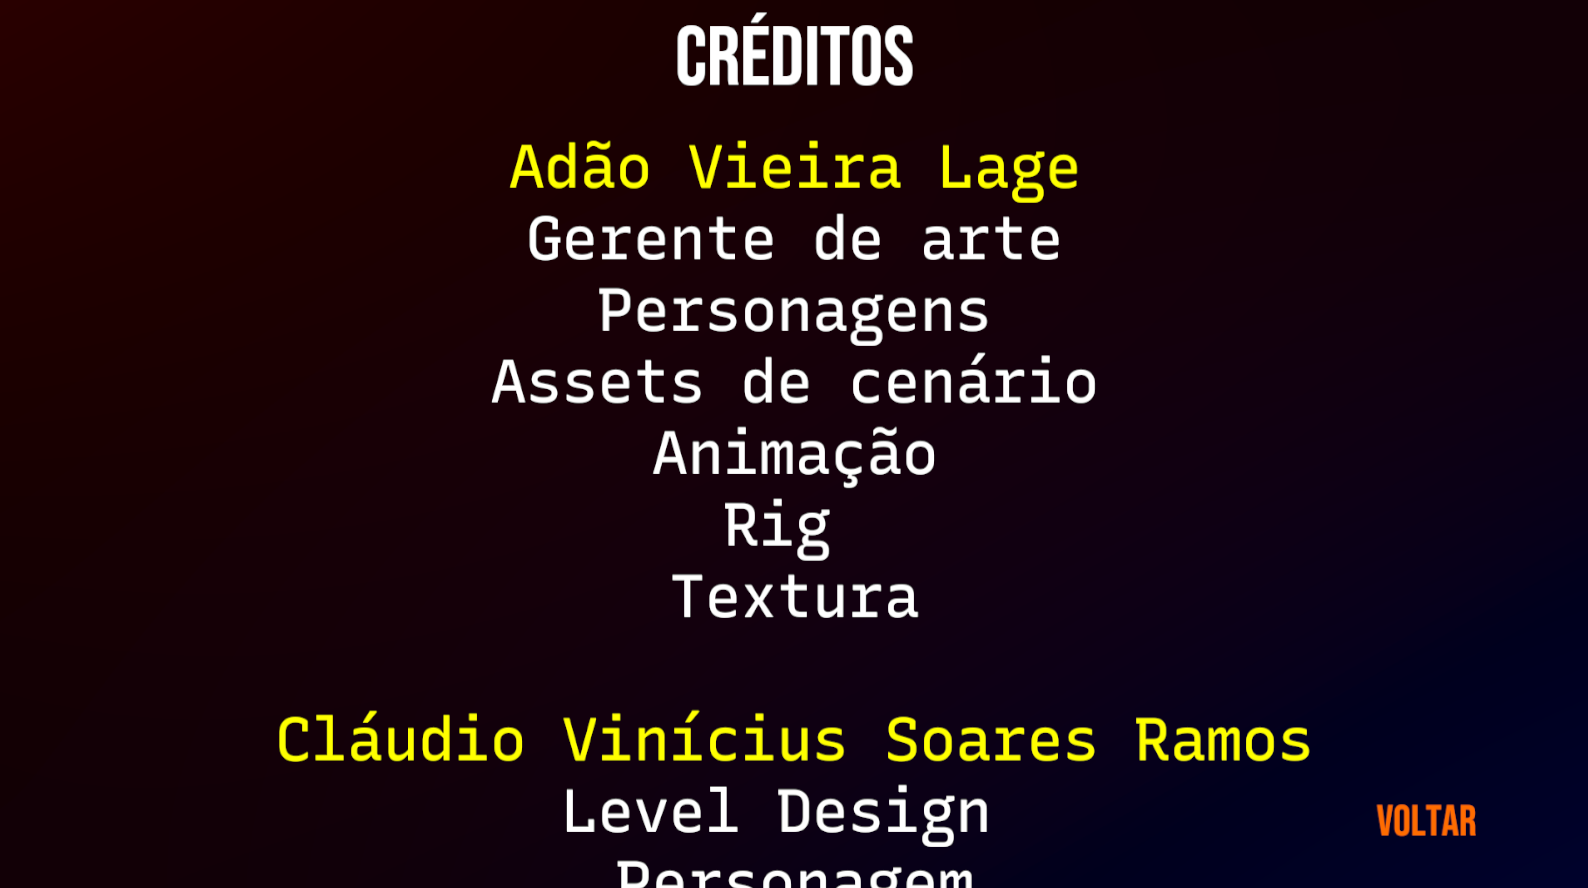 CRÉDITOS
Adão Vieira Lage
Gerente de arte
Personagens
Assets de cenário
Animação
Rig
Textura
Cláudio Vinícius Soares Ramos
Level Design
VOLTAR
Personagem